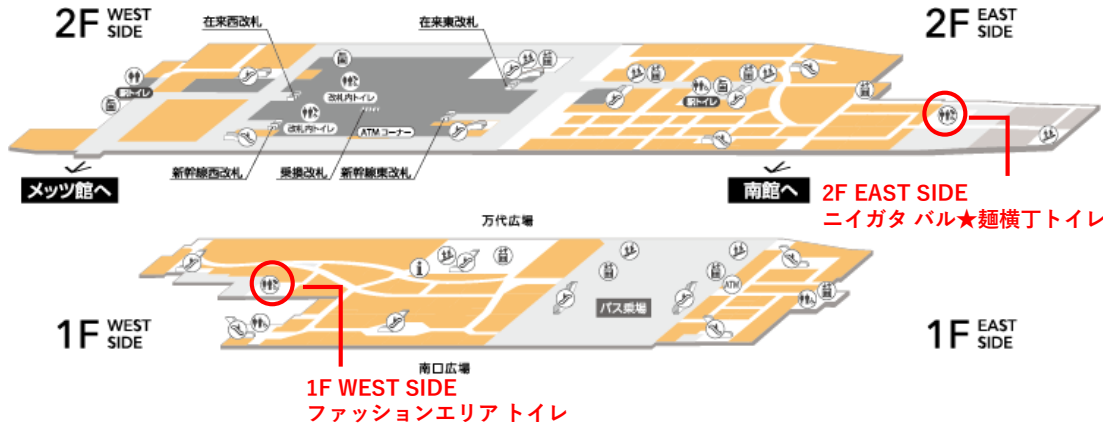 2F WEST SIDE
在来西改札
在来東改札
2F EAST SIDE
駅トイレ
改札内トイレ
駅トイレ
改札内トイレ
ATMコーナー
メッツ館へ
新幹線西改札
乗換改札
新幹線東改札
南館へ
2F EAST SIDE
ニイガタ バル★麺横丁トイレ
万代広場
i
ATM
バス乗場
1F WEST SIDE
1F EAST SIDE
南口広場
1F WEST SIDE
ファッションエリア トイレ